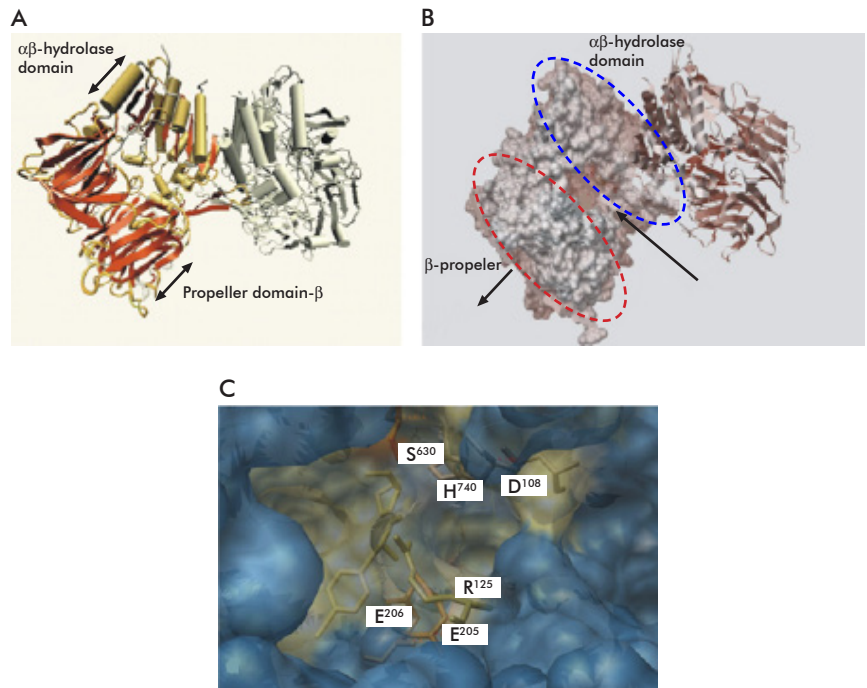 A
αβ-hydrolase
domain
Propeller domain-β
B
αβ-hydrolase
domain
β-propeler
C
S⁶³⁰
H⁷⁴⁰
D¹⁰⁸
R¹²⁵
E²⁰⁶
E²⁰⁵